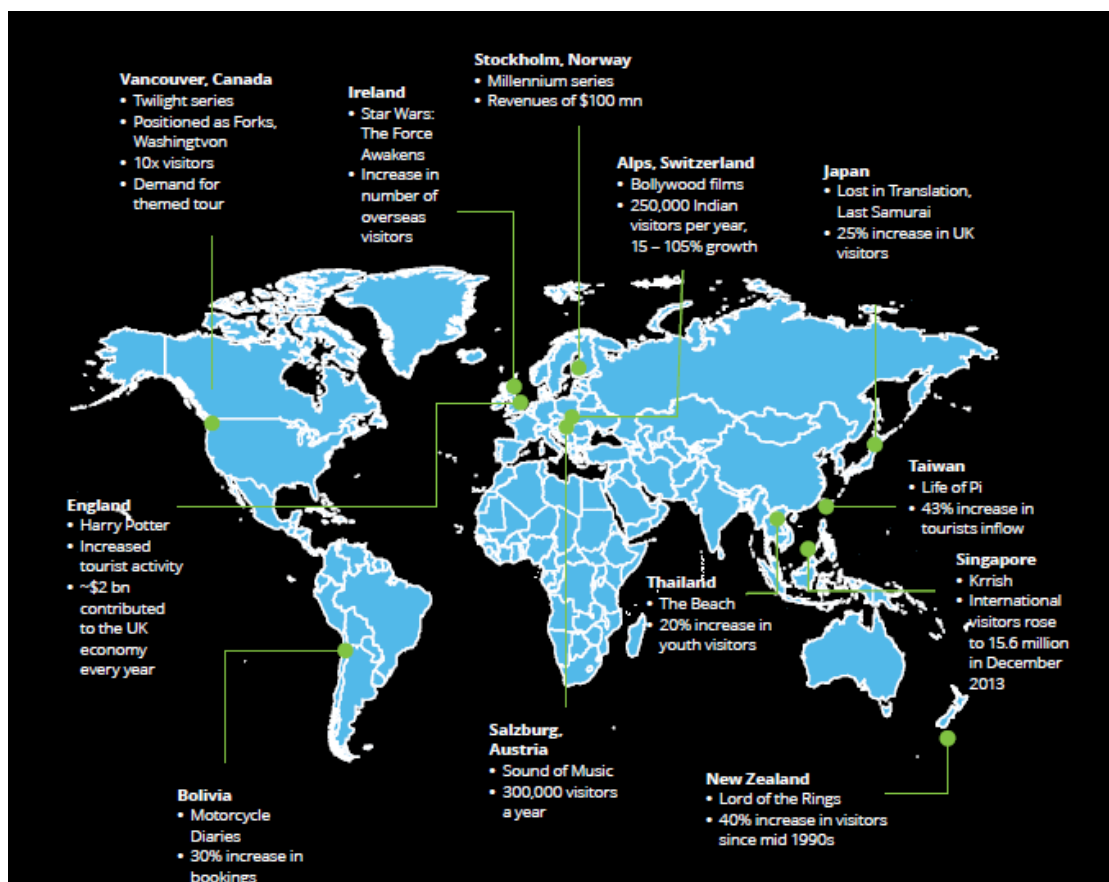 Vancouver, Canada
• Twilight series
• Positioned as Forks,
Washingtvon
• 10x visitors
• Demand for
themed tour
Ireland
• Star Wars:
The Force
Awakens
• Increase in
number of
overseas
visitors
Stockholm, Norway
• Millennium series
• Revenues of $100 mn
Alps, Switzerland
• Bollywood films
• 250,000 Indian
visitors per year,
15 – 105% growth
Japan
• Lost in Translation,
Last Samurai
• 25% increase in UK
visitors
England
• Harry Potter
• Increased
tourist activity
• ~$2 bn
contributed
to the UK
economy
every year
Taiwan
• Life of Pi
• 43% increase in
tourists inflow
Singapore
• Krrish
• International
visitors rose
to 15.6 million
in December
2013
Thailand
• The Beach
• 20% increase in
youth visitors
Salzburg,
Austria
• Sound of Music
• 300,000 visitors
a year
New Zealand
• Lord of the Rings
• 40% increase in visitors
since mid 1990s
Bolivia
• Motorcycle
Diaries
• 30% increase in
bookings